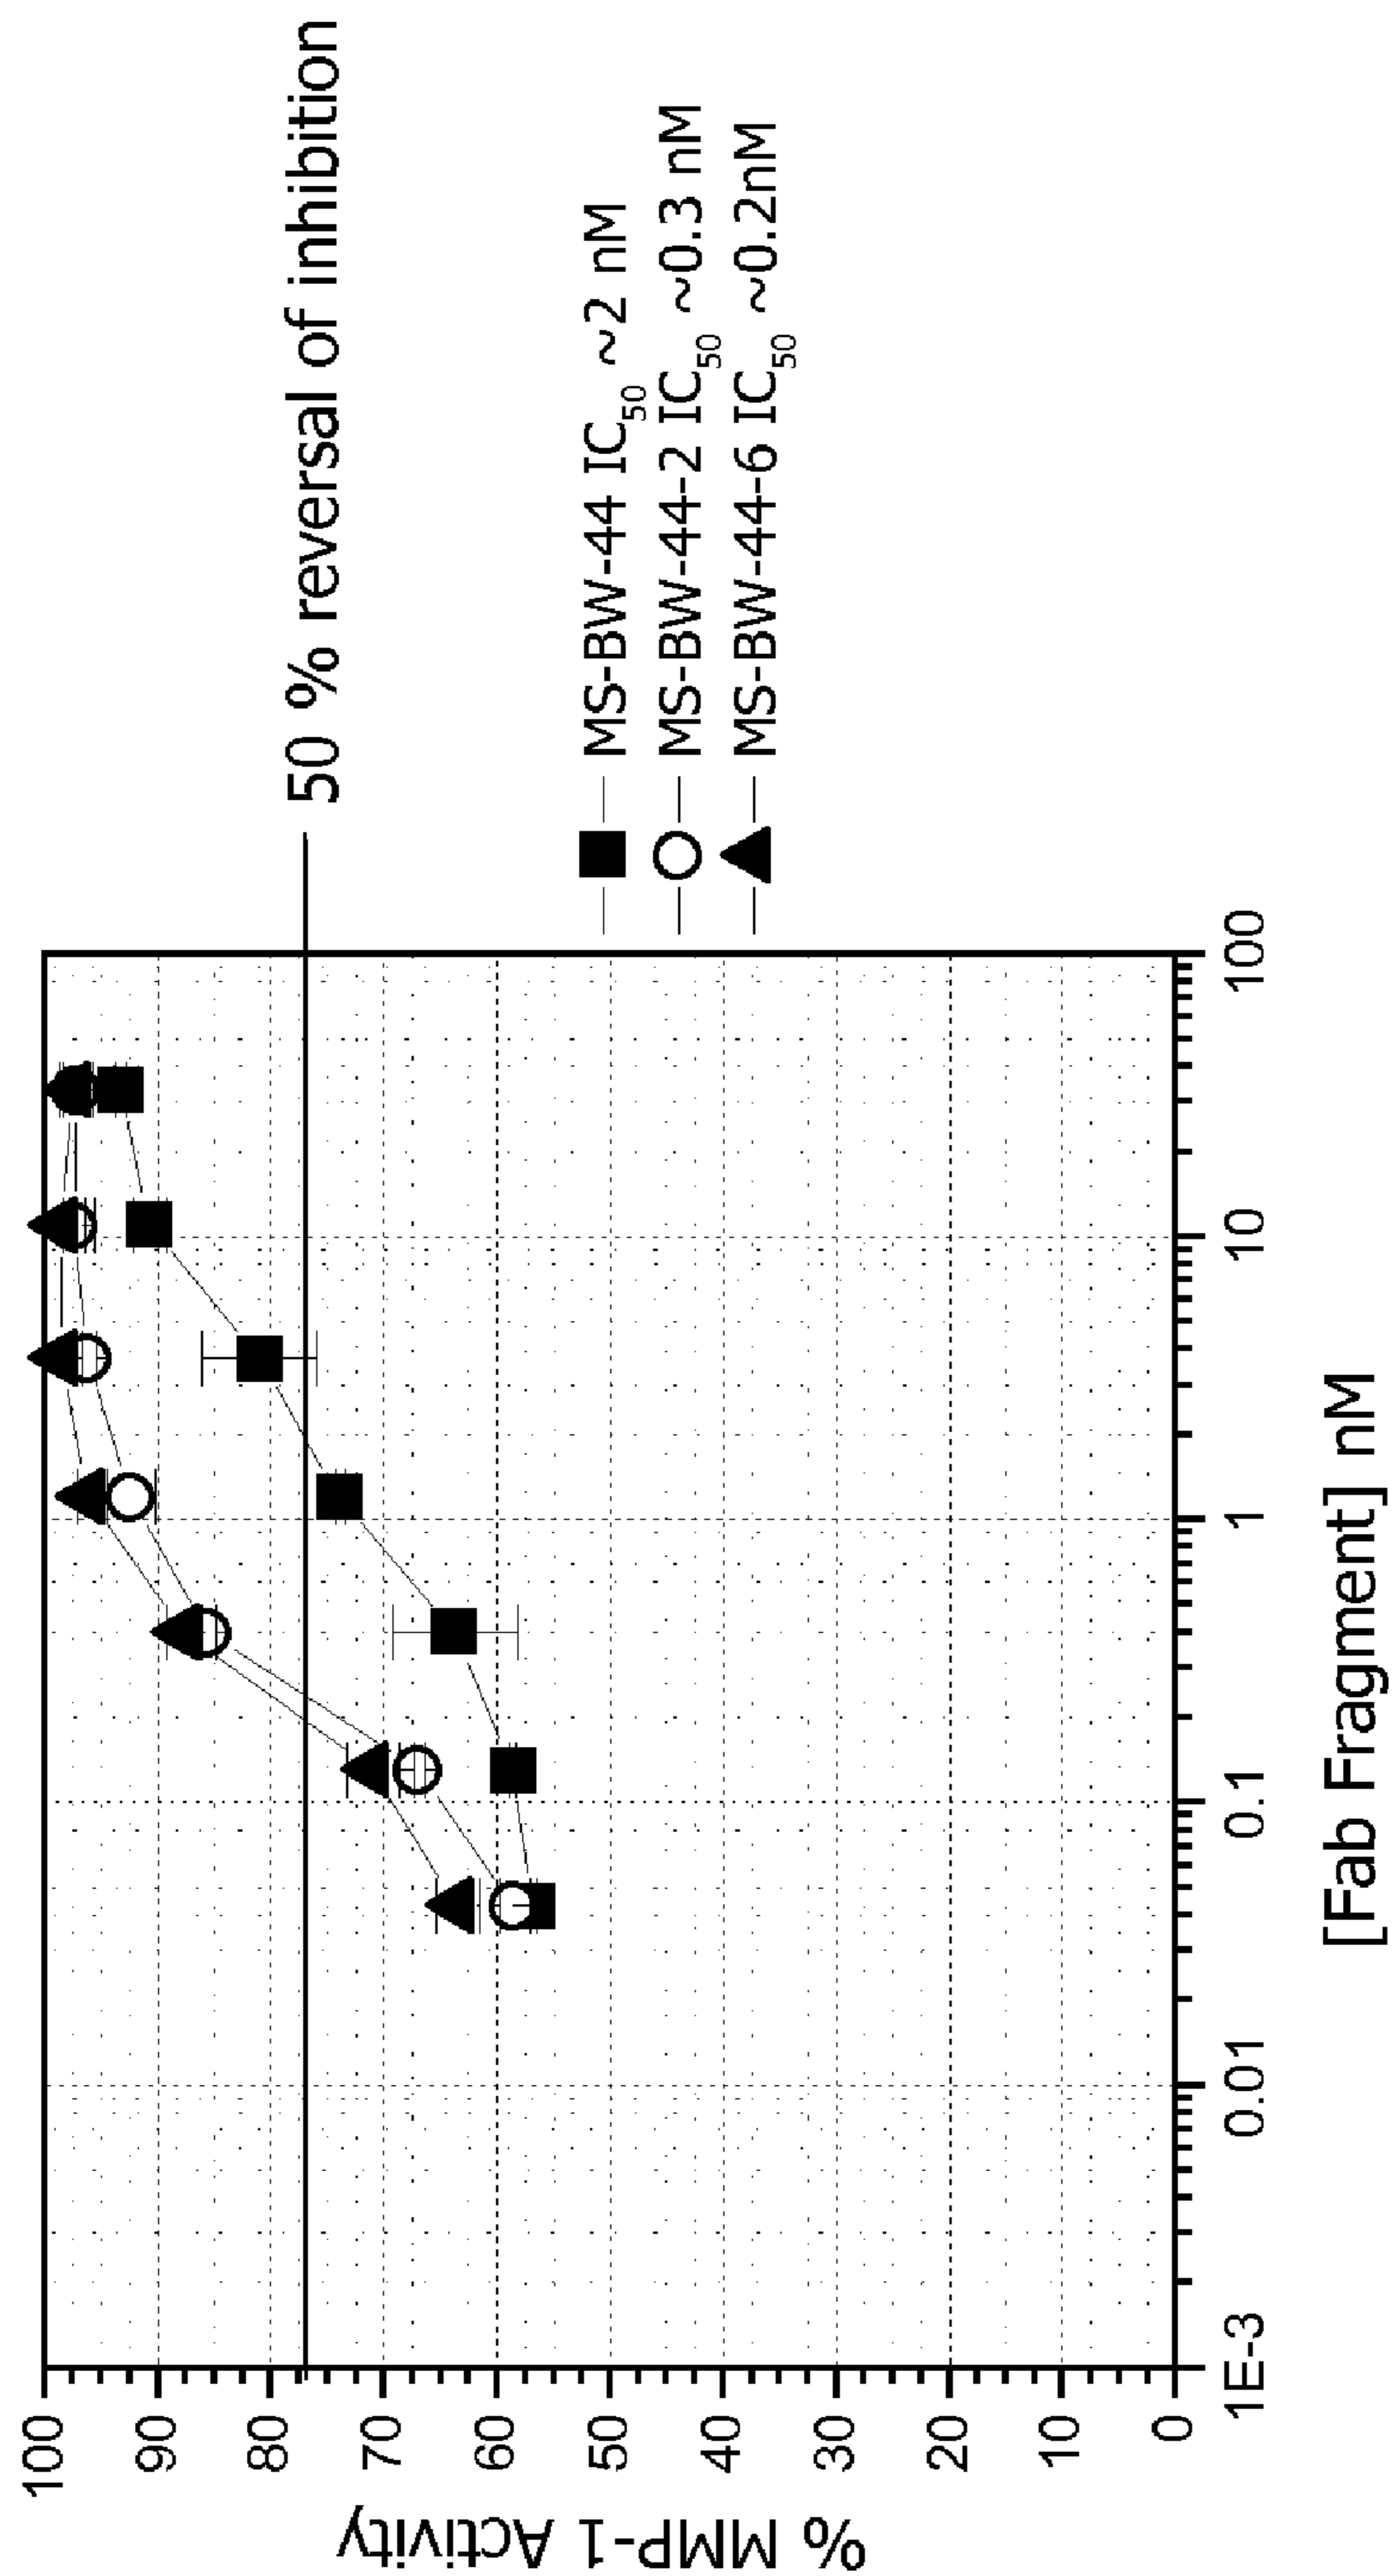 100
90
80
70
60
50
40
30
20
10
0
% MMP-1 Activity
1E-3
0.01
0.1
1
10
100
[Fab Fragment] nM
50 % reversal of inhibition
MS-BW-44 IC50 ~2 nM
MS-BW-44-2 IC50 ~0.3 nM
MS-BW-44-6 IC50 ~0.2nM